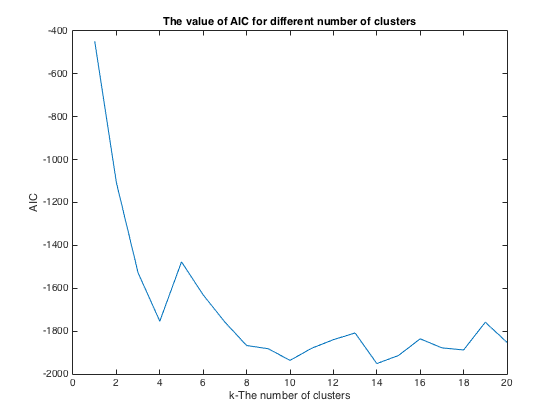 The value of AIC for different number of clusters
-400
-600
-800
-1000
-1200
-1400
-1600
-1800
-2000
AIC
0 2 4 6 8 10 12 14 16 18 20
k-The number of clusters